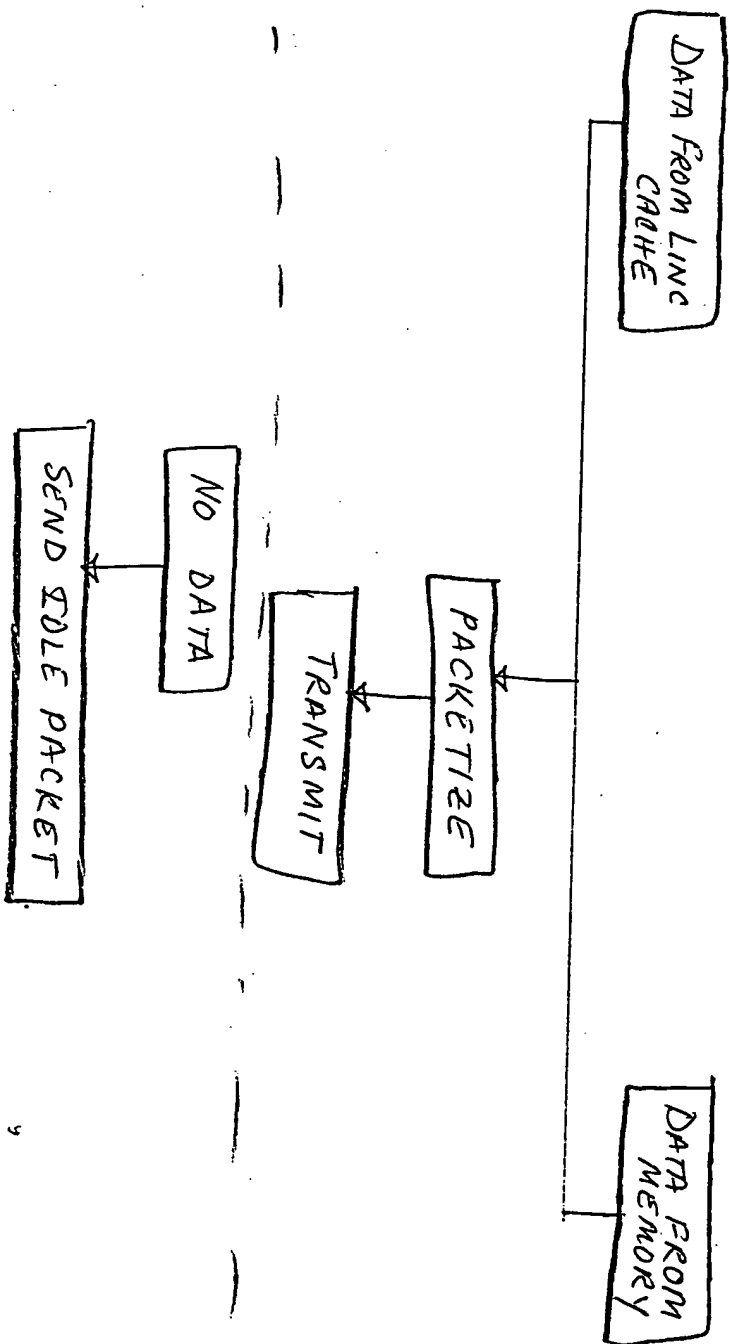 DATA FROM LINC
CACHE
DATA FROM
MEMORY
PACKETIZE
TRANSMIT
NO DATA
SEND IDLE PACKET